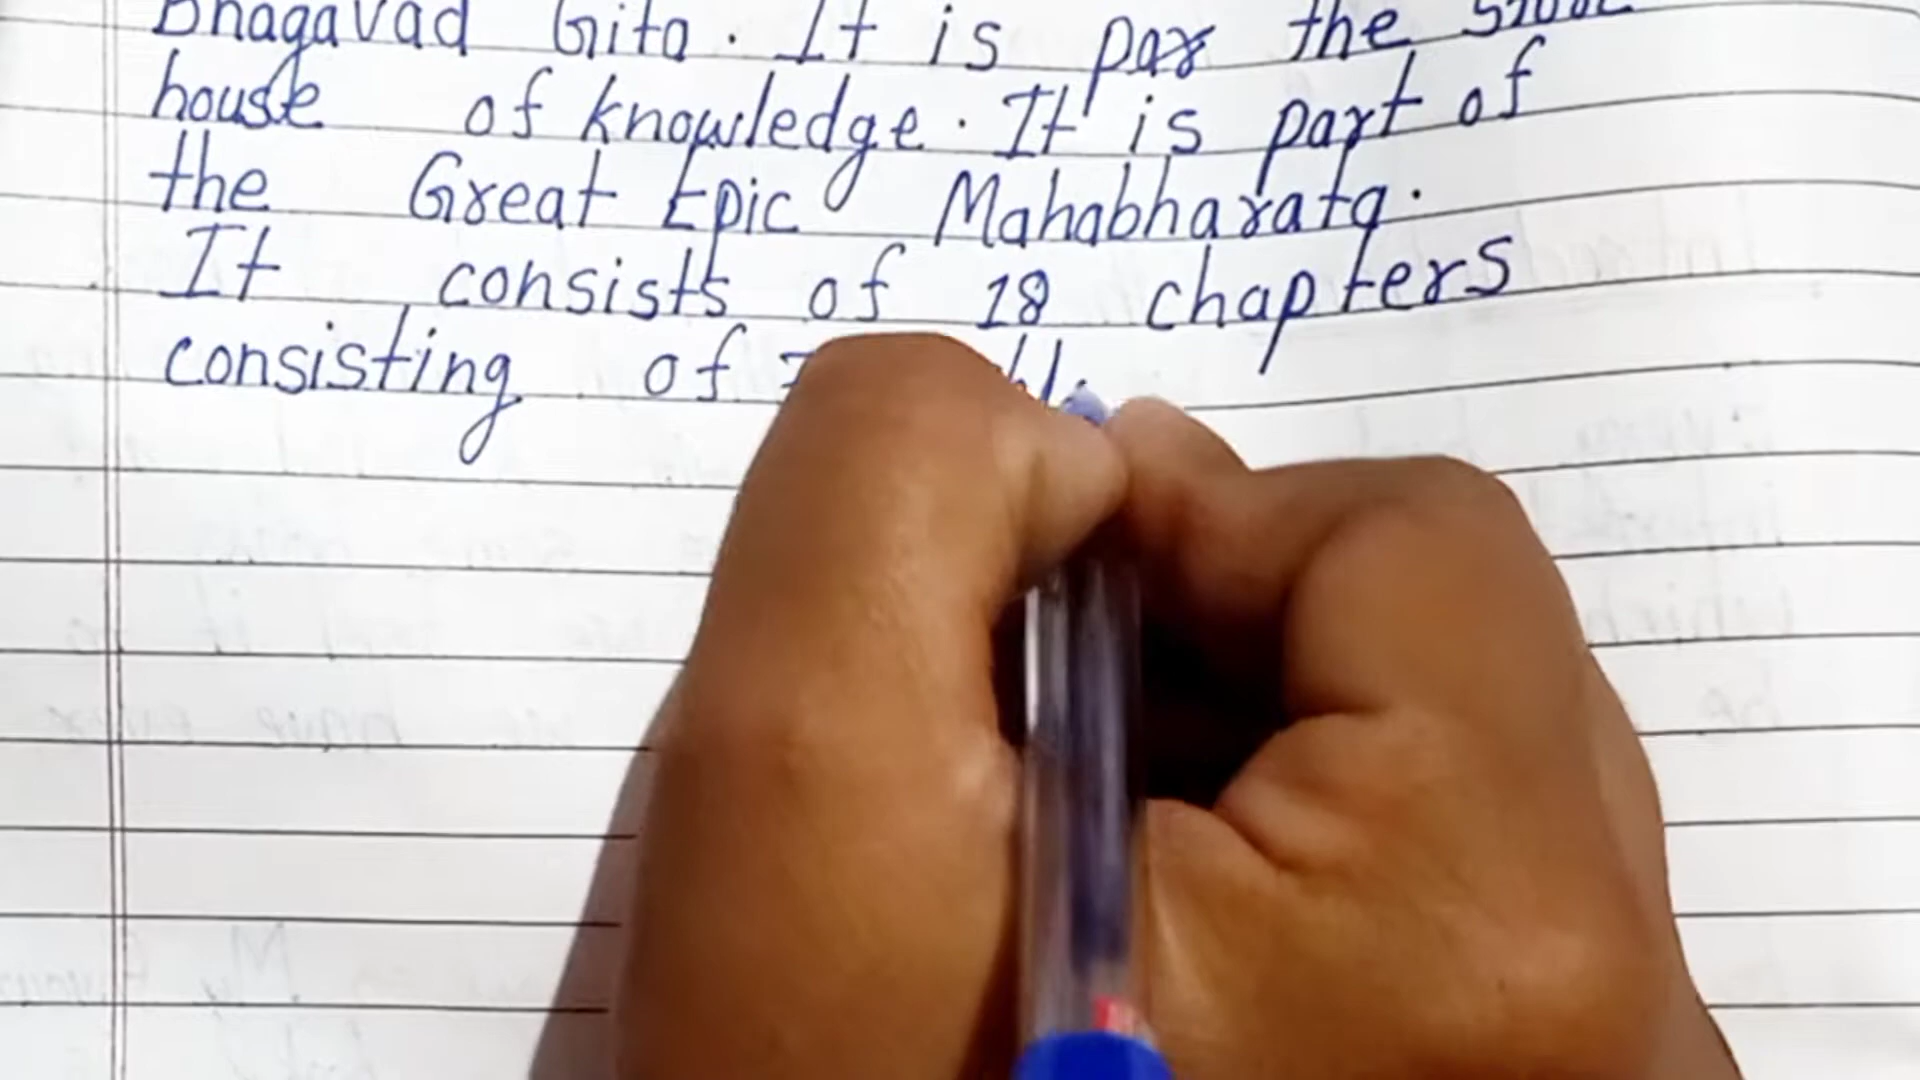 Bhagavad Gita. It is par the
house of knowledge. It is part of
the Great Epic Mahabharata.
It consists of 18 chapters
consisting of